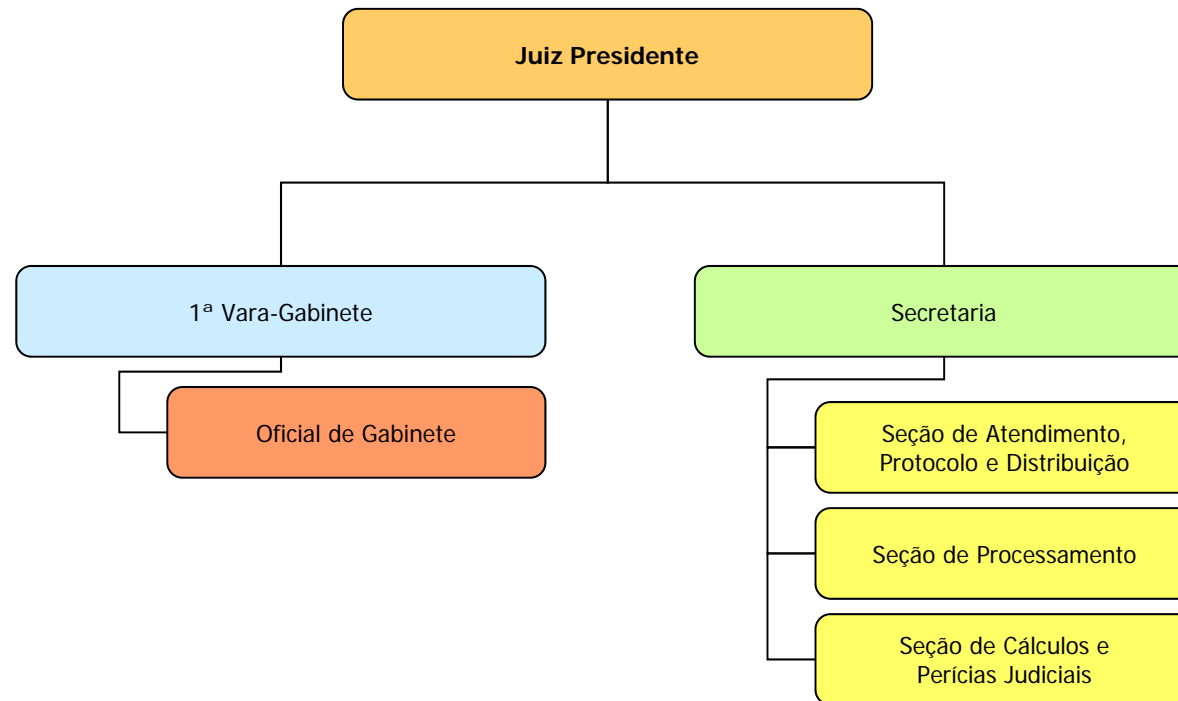 Juiz Presidente
1ª Vara-Gabinete
Secretaria
Oficial de Gabinete
Seção de Atendimento,
Protocolo e Distribuição
Seção de Processamento
Seção de Cálculos e
Perícias Judiciais